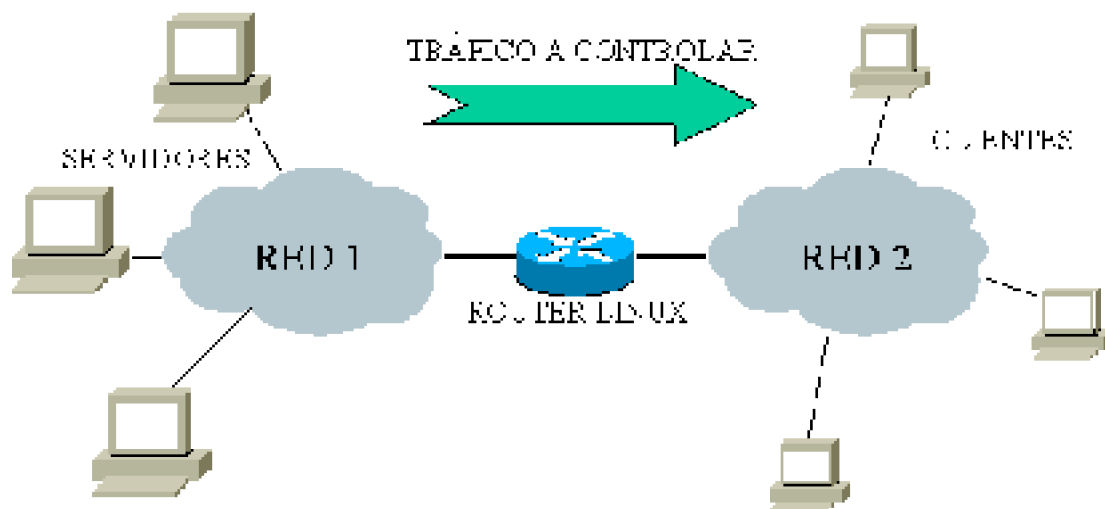 TRÁFICO A CONTROLAR
SERVIDORES
CLIENTES
RED 1
RED 2
ROUTER LINUX